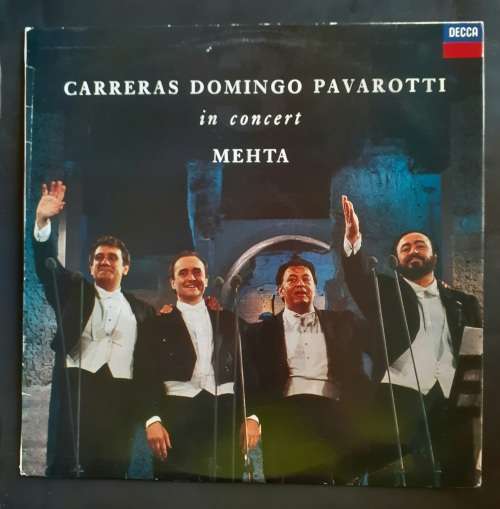 DECCA
CARRERAS DOMINGO PAVAROTTI
in concert
MEHTA